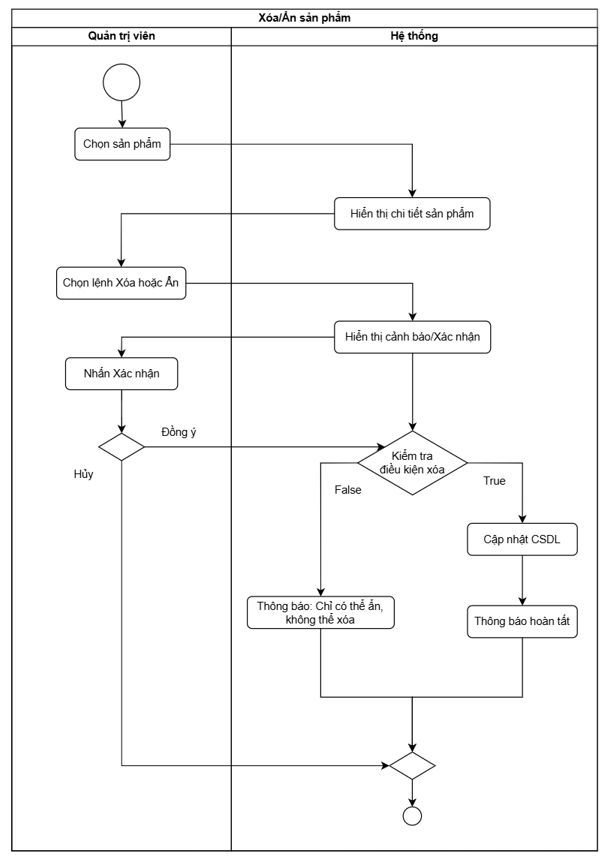 Xóa/Ẩn sản phẩm
Quản trị viên
Hệ thống
Chọn sản phẩm
Hiển thị chi tiết sản phẩm
Chọn lệnh Xóa hoặc Ẩn
Hiển thị cảnh báo/Xác nhận
Nhấn Xác nhận
Đồng ý
Hủy
Kiểm tra
điều kiện xóa
False
True
Cập nhật CSDL
Thông báo: Chỉ có thể ẩn,
không thể xóa
Thông báo hoàn tất